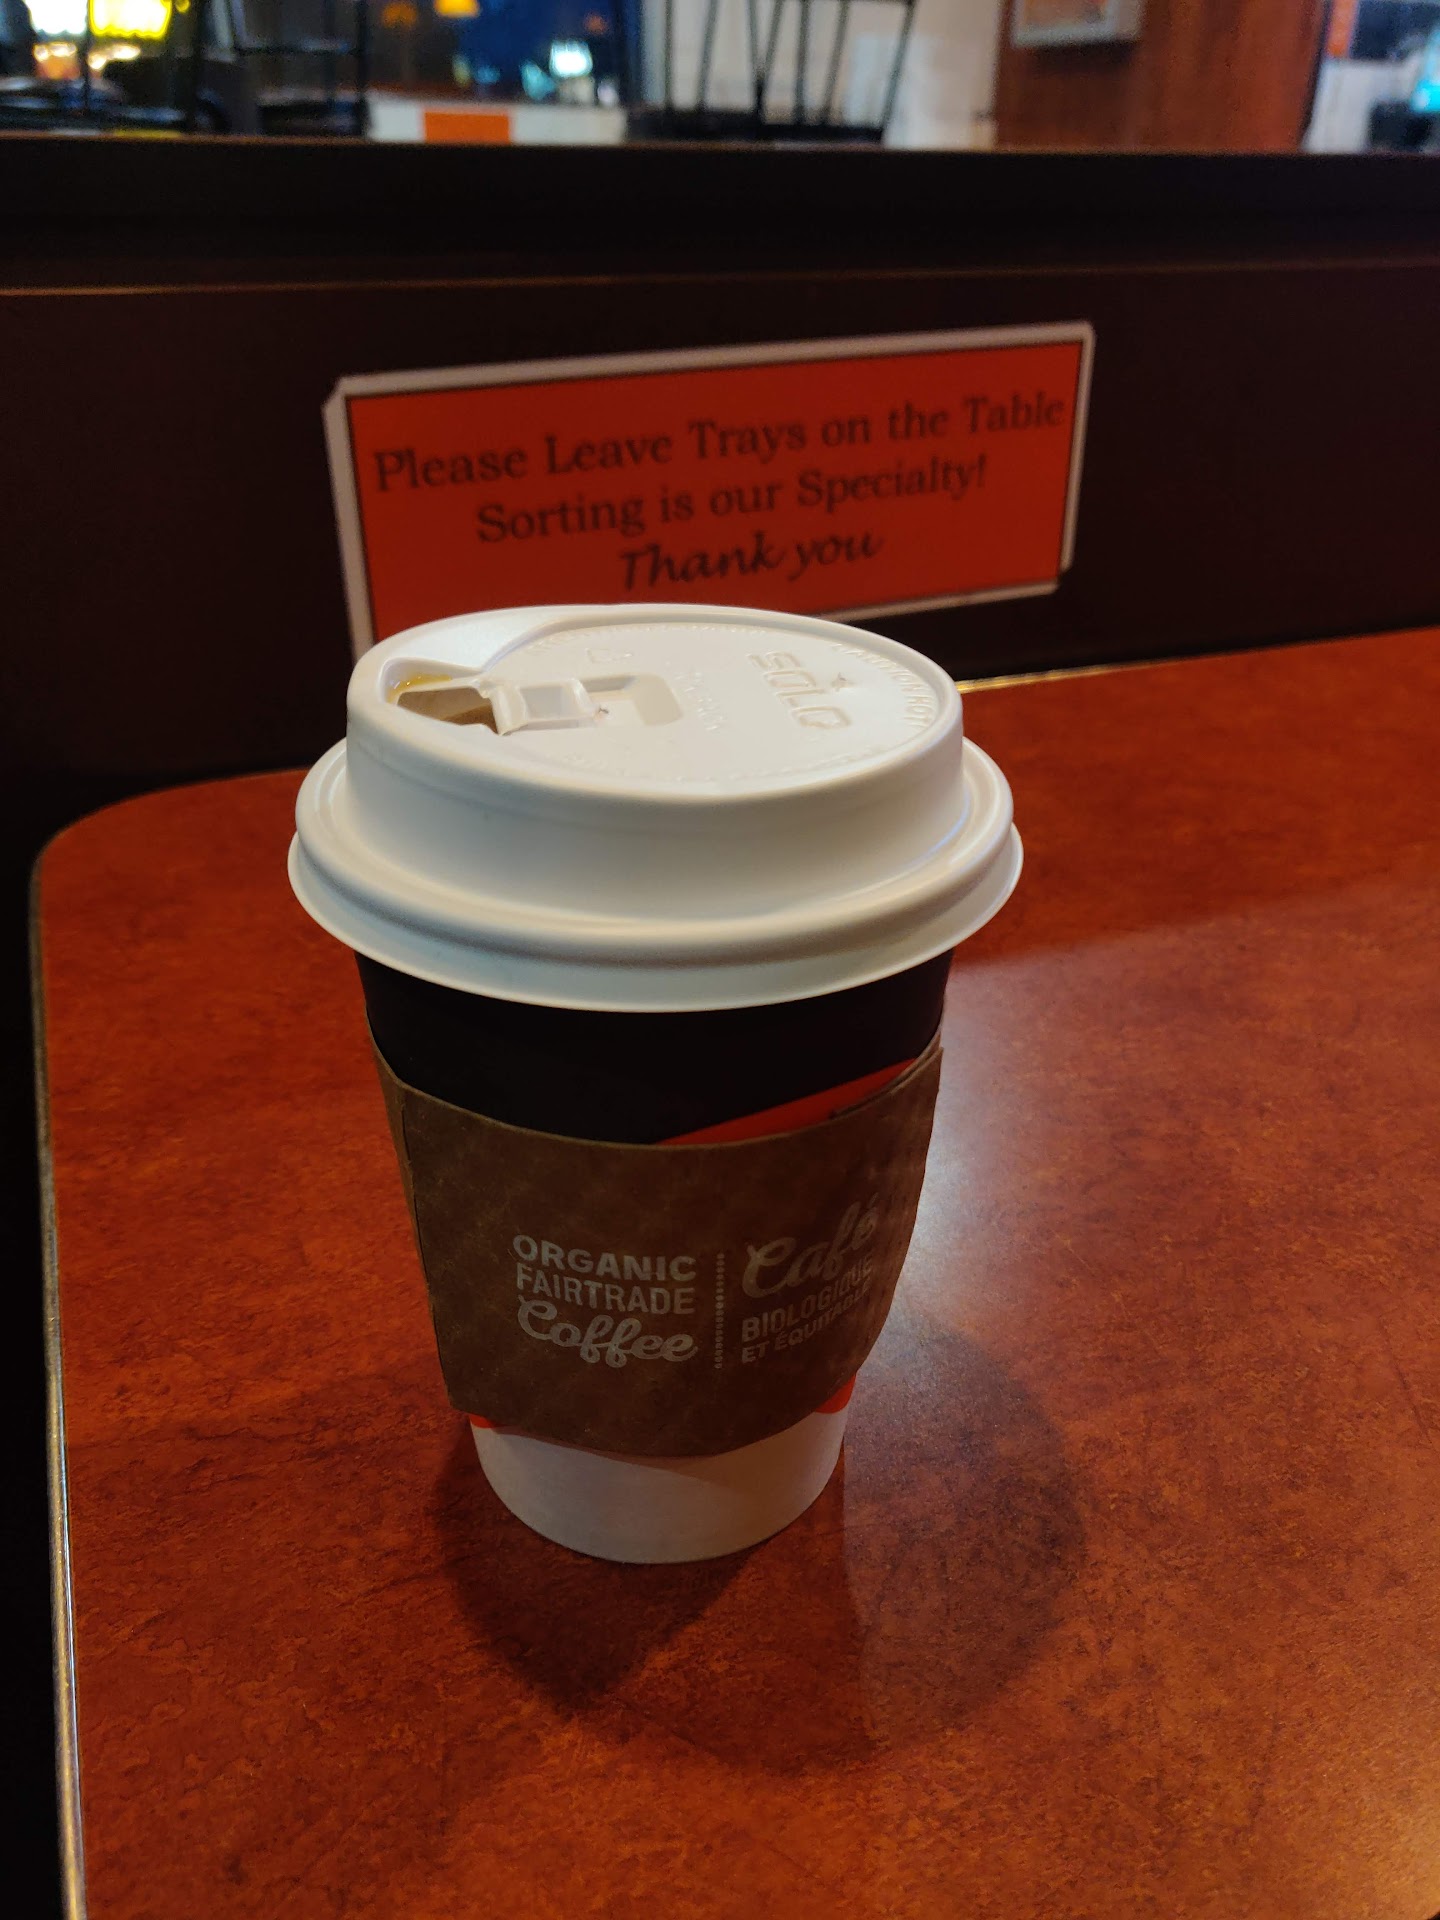 Please Leave Trays on the Table
Sorting is our Specialty!
Thank you
SOLO
ORGANIC
FAIRTRADE
Coffee
Café
BIOLOGIQUE
ET ÉQUITABLE